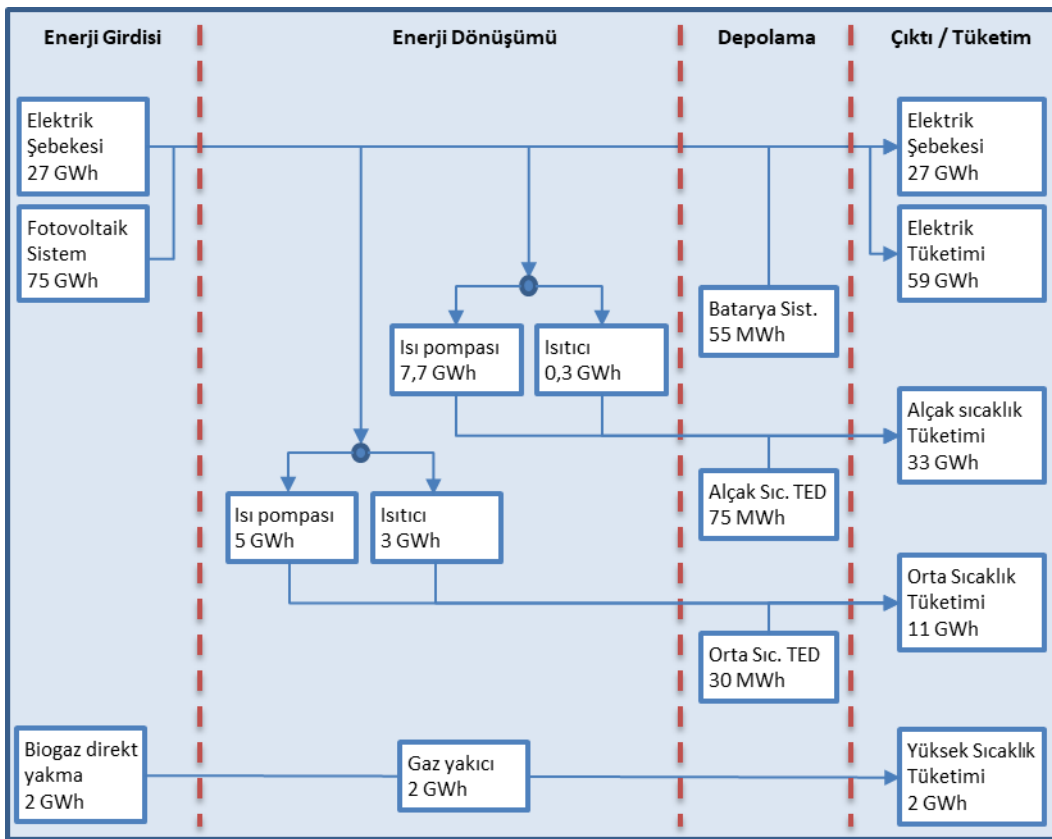 Enerji Girdisi
Enerji Dönüşümü
Depolama
Çıktı / Tüketim
Elektrik
Şebekesi
27 GWh
Fotovoltaik
Sistem
75 GWh
Elektrik
Şebekesi
27 GWh
Elektrik
Tüketimi
59 GWh
Batarya Sist.
55 MWh
Isı pompası
7,7 GWh
Isıtıcı
0,3 GWh
Alçak sıcaklık
Tüketimi
33 GWh
Alçak Sıc. TED
75 MWh
Isı pompası
5 GWh
Isıtıcı
3 GWh
Orta Sıcaklık
Tüketimi
11 GWh
Orta Sıc. TED
30 MWh
Biogaz direkt
yakma
2 GWh
Gaz yakıcı
2 GWh
Yüksek Sıcaklık
Tüketimi
2 GWh